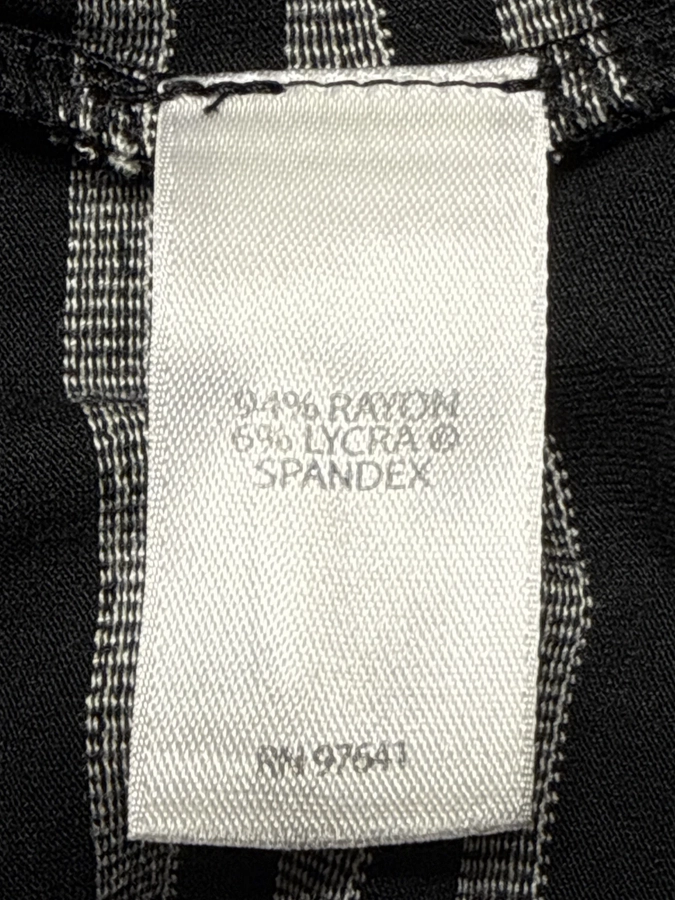 94% RAYON
6% LYCRA ®
SPANDEX
RN 97641